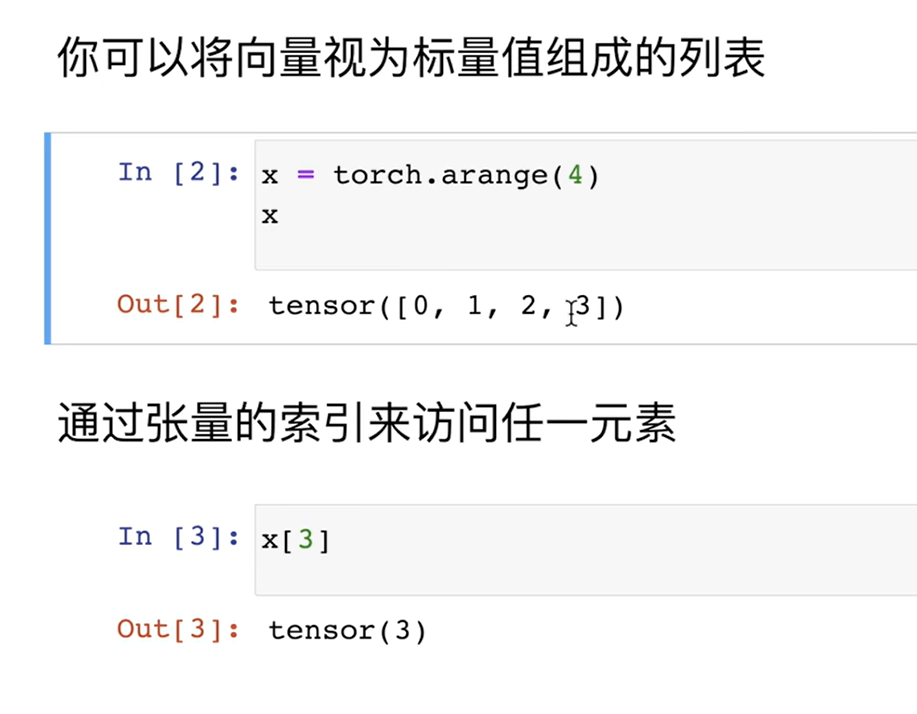 你可以将向量视为标量值组成的列表
In [2]: x = torch.arange(4)
x
Out[2]: tensor([0, 1, 2, 3])
通过张量的索引来访问任一元素
In [3]: x[3]
Out[3]: tensor(3)